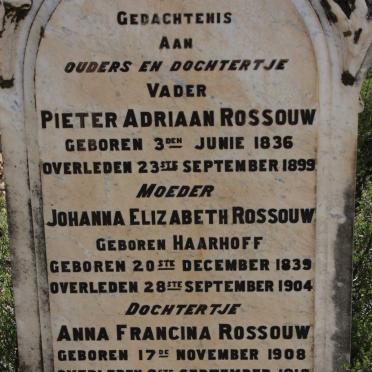 GEDACHTENIS
AAN
OUDERS EN DOCHTERTJE
VADER
PIETER ADRIAAN ROSSOUW
GEBOREN 3DEN JUNIE 1836
OVERLEDEN 23STE SEPTEMBER 1899
MOEDER
JOHANNA ELIZABETH ROSSOUW
GEBOREN HAARHOFF
GEBOREN 20STE DECEMBER 1839
OVERLEDEN 28STE SEPTEMBER 1904
DOCHTERTJE
ANNA FRANCINA ROSSOUW
GEBOREN 17DE NOVEMBER 1908
OVERLEDEN SEPTEMBER